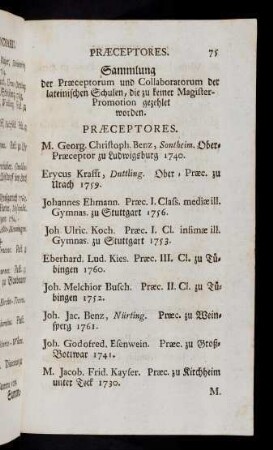 PRÆCEPTORES. 75
Sammlung
der Præceptorum und Collaboratorum der
lateinischen Schulen, die zu keiner Magister-
Promotion gezehlet
worden.
PRÆCEPTORES.
M. Georg. Christoph. Benz, Sontheim. Ober-
Præceptor zu Ludwigsburg 1740.
Erycus Krafft, Duttling. Ober, Præc. zu
Urach 1759.
Johannes Ehmann. Præc. I. Class. mediæ ill.
Gymnas. zu Stuttgart 1756.
Joh Ulric. Koch. Præc. I. Cl. infimæ ill.
Gymnas. zu Stuttgart 1753.
Eberhard. Lud. Kies. Præc. III. Cl. zu Tü-
bingen 1760.
Joh. Melchior Busch. Præc. II. Cl. zu Tü-
bingen 1752.
Joh. Jac. Benz, Nürting. Præc. zu Wein-
sperg 1761.
Joh. Godofred. Esenwein. Præc. zu Groß-
Bottwar 1741.
M. Jacob. Frid. Kayser. Præc. zu Kirchheim
unter Teck 1730.
M.